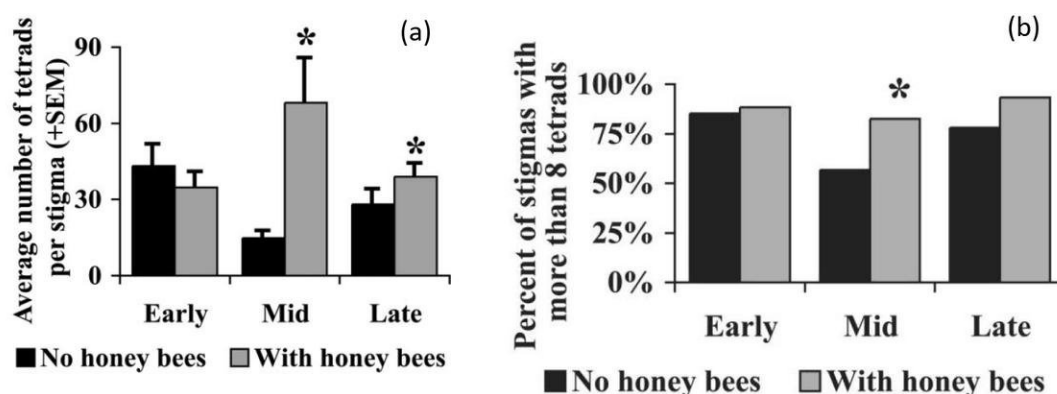 (a)
Average number of tetrads
per stigma (+SEM)
90
60
30
0
*
*
Early Mid Late
No honey bees With honey bees
(b)
Percent of stigmas with
more than 8 tetrads
100%
75%
50%
25%
0%
*
Early Mid Late
No honey bees With honey bees